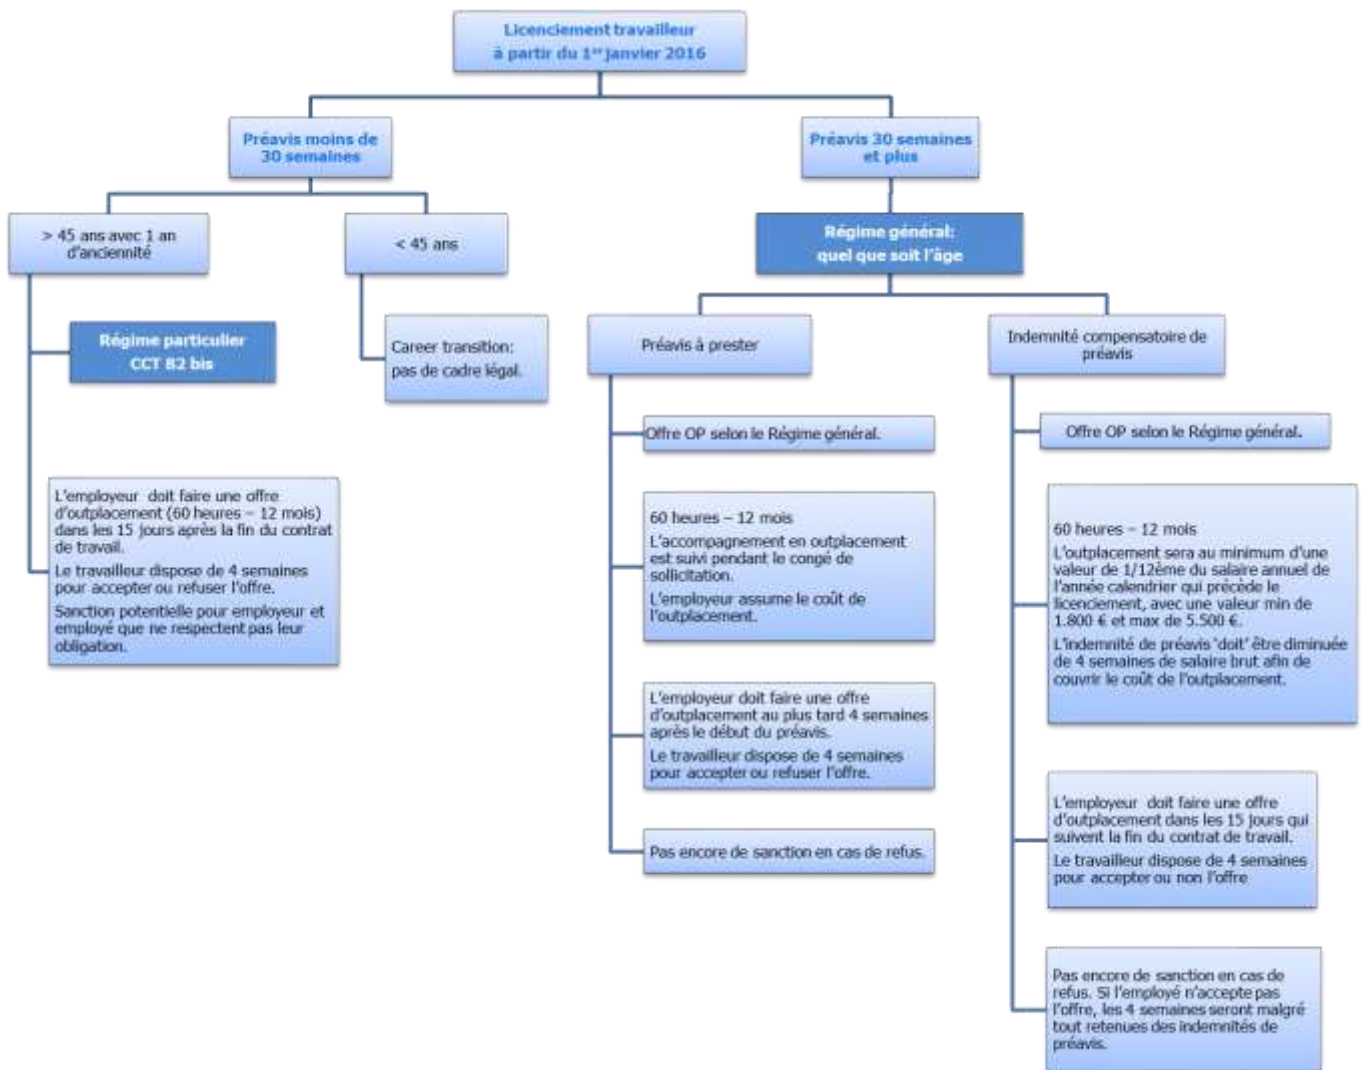 Licenciement travailleur
à partir du 1er janvier 2016
Préavis moins de
30 semaines
Préavis 30 semaines
et plus
> 45 ans avec 1 an
d'ancienneté
< 45 ans
Régime général:
quel que soit l'âge
Régime particulier
CCT 82 bis
Career transition:
pas de cadre légal.
Préavis à prester
Indemnité compensatoire de
préavis
L'employeur doit faire une offre
d'outplacement (60 heures – 12 mois)
dans les 15 jours après la fin du contrat
de travail.
Le travailleur dispose de 4 semaines
pour accepter ou refuser l'offre.
Sanction potentielle pour employeur et
employé que ne respectent pas leur
obligation.
Offre OP selon le Régime général.
60 heures – 12 mois
L'accompagnement en outplacement
est suivi pendant le congé de
sollicitation.
L'employeur assume le coût de
l'outplacement.
L'employeur doit faire une offre
d'outplacement au plus tard 4 semaines
après le début du préavis.
Le travailleur dispose de 4 semaines
pour accepter ou refuser l'offre.
Pas encore de sanction en cas de refus.
Offre OP selon le Régime général.
60 heures – 12 mois
L'outplacement sera au minimum d'une
valeur de 1/12ème du salaire annuel de
l'année calendrier qui précède le
licenciement, avec une valeur min de
1.800 € et max de 5.500 €.
L'indemnité de préavis 'doit' être diminuée
de 4 semaines de salaire brut afin de
couvrir le coût de l'outplacement.
L'employeur doit faire une offre
d'outplacement dans les 15 jours qui
suivent la fin du contrat de travail.
Le travailleur dispose de 4 semaines
pour accepter ou non l'offre
Pas encore de sanction en cas de
refus. Si l'employé n'accepte pas
l'offre, les 4 semaines seront malgré
tout retenues des indemnités de
préavis.